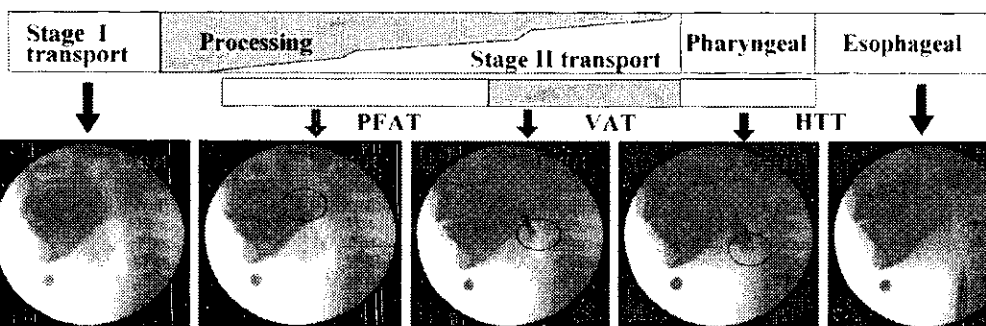 Stage I
transport
Processing
Stage II transport
Pharyngeal
Esophageal
PFAT
VAT
HTT